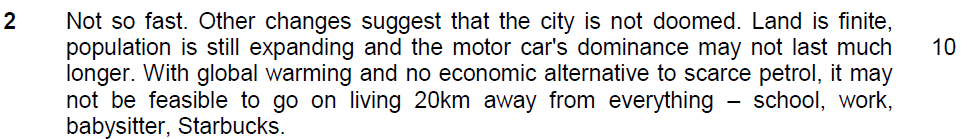 2 Not so fast. Other changes suggest that the city is not doomed. Land is finite,
population is still expanding and the motor car's dominance may not last much 10
longer. With global warming and no economic alternative to scarce petrol, it may
not be feasible to go on living 20km away from everything – school, work,
babysitter, Starbucks.